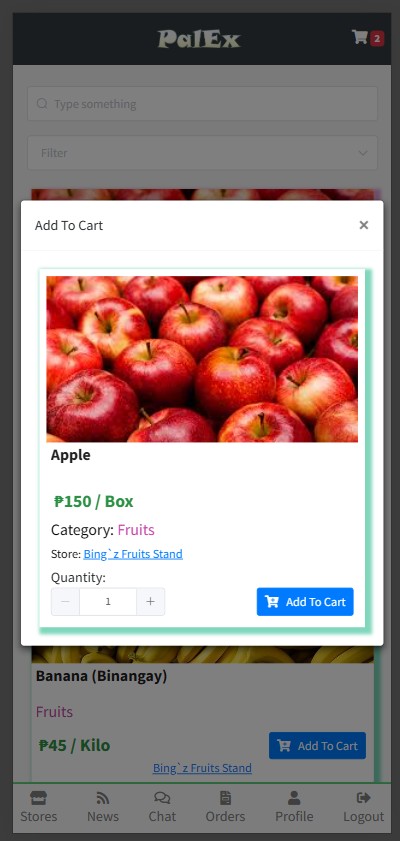 PalEx
2
Type something
Filter
Add To Cart ×
Apple
₱150 / Box
Category: Fruits
Store: Bing`z Fruits Stand
Quantity:
− 1 + Add To Cart
Banana (Binangay)
Fruits
₱45 / Kilo Add To Cart
Bing`z Fruits Stand
Stores News Chat Orders Profile Logout